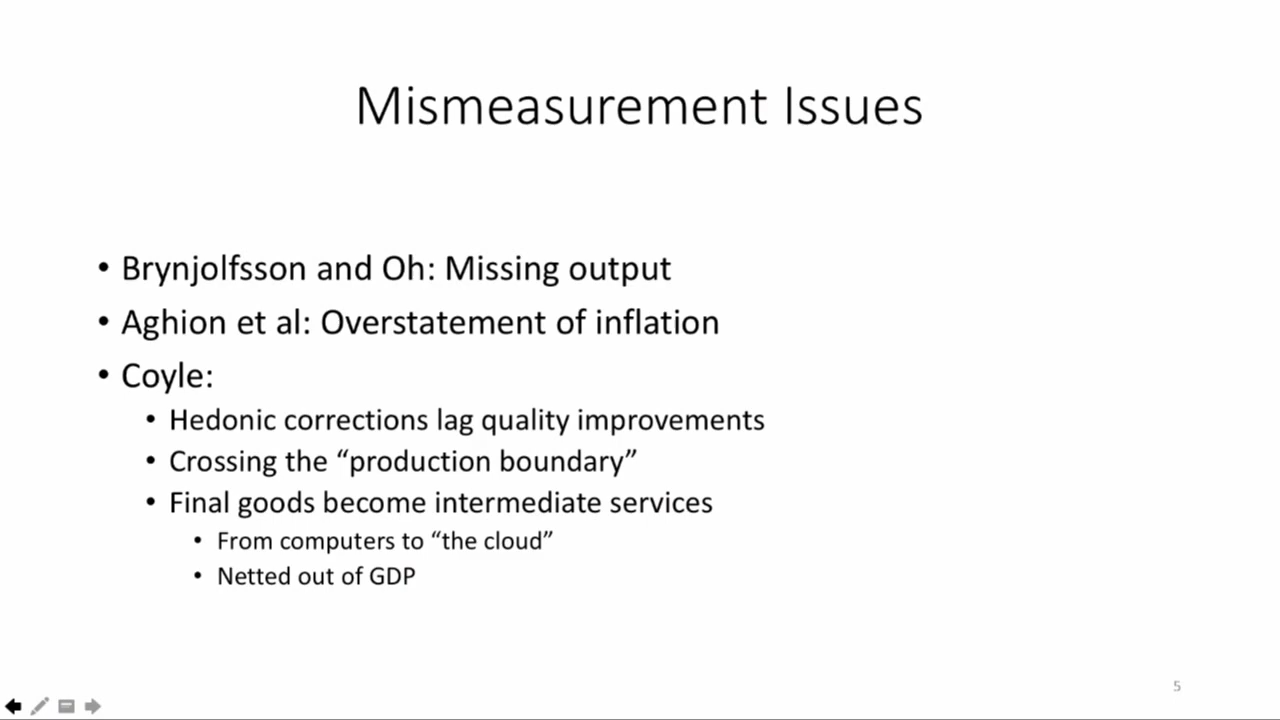 Mismeasurement Issues
• Brynjolfsson and Oh: Missing output
• Aghion et al: Overstatement of inflation
• Coyle:
• Hedonic corrections lag quality improvements
• Crossing the “production boundary”
• Final goods become intermediate services
• From computers to “the cloud”
• Netted out of GDP
5